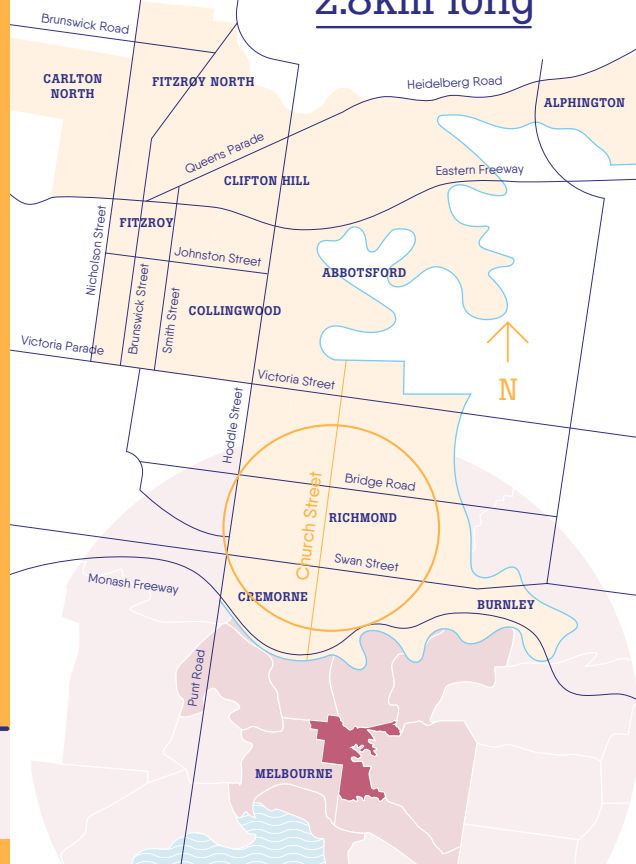 2.8km long
Brunswick Road
CARLTON
NORTH
FITZROY NORTH
Heidelberg Road
ALPHINGTON
Queens Parade
Eastern Freeway
CLIFTON HILL
Nicholson Street
FITZROY
Johnston Street
ABBOTSFORD
Brunswick Street
Smith Street
COLLINGWOOD
Victoria Parade
Victoria Street
N
Hoddle Street
Bridge Road
Church Street
RICHMOND
Swan Street
Monash Freeway
CREMORNE
BURNLEY
Punt Road
MELBOURNE